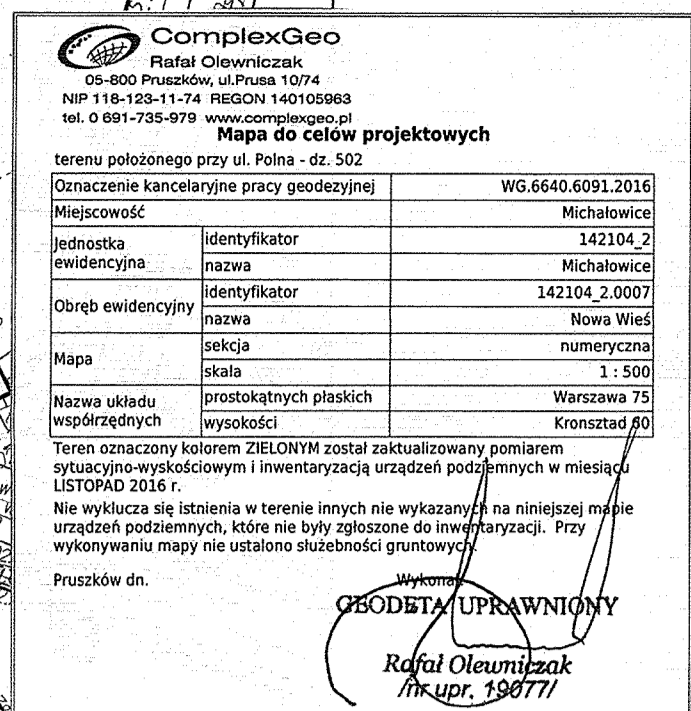 ComplexGeo
Rafał Olewniczak
05-800 Pruszków, ul.Prusa 10/74
NIP 118-123-11-74 REGON 140105963
tel. 0 691-735-979 www.complexgeo.pl
Mapa do celów projektowych
terenu położonego przy ul. Polna - dz. 502
Oznaczenie kancelaryjne pracy geodezyjnej WG.6640.6091.2016
Miejscowość Michałowice
Jednostka ewidencyjna identyfikator 142104_2
nazwa Michałowice
Obręb ewidencyjny identyfikator 142104_2.0007
nazwa Nowa Wieś
Mapa sekcja numeryczna
skala 1 : 500
Nazwa układu współrzędnych prostokątnych płaskich Warszawa 75
wysokości Kronsztad 60
Teren oznaczony kolorem ZIELONYM został zaktualizowany pomiarem
sytuacyjno-wyskościowym i inwentaryzacją urządzeń podziemnych w miesiącu
LISTOPAD 2016 r.
Nie wyklucza się istnienia w terenie innych nie wykazanych na niniejszej mapie
urządzeń podziemnych, które nie były zgłoszone do inwentaryzacji. Przy
wykonywaniu mapy nie ustalono służebności gruntowych.
Pruszków dn. Wykonał
GEODETA UPRAWNIONY
Rafał Olewniczak
/nr upr. 19077/